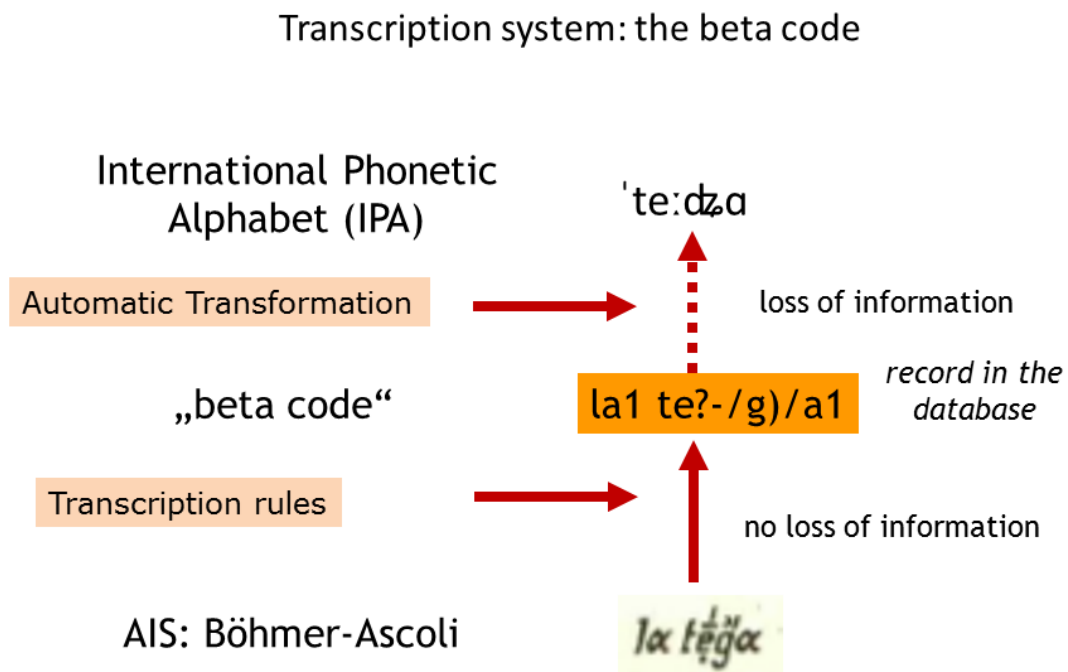 Transcription system: the beta code
International Phonetic
Alphabet (IPA)
ˈteːʥɑ
Automatic Transformation
loss of information
„beta code“
la1 te?-/g)/a1
record in the
database
Transcription rules
no loss of information
AIS: Böhmer-Ascoli
lα